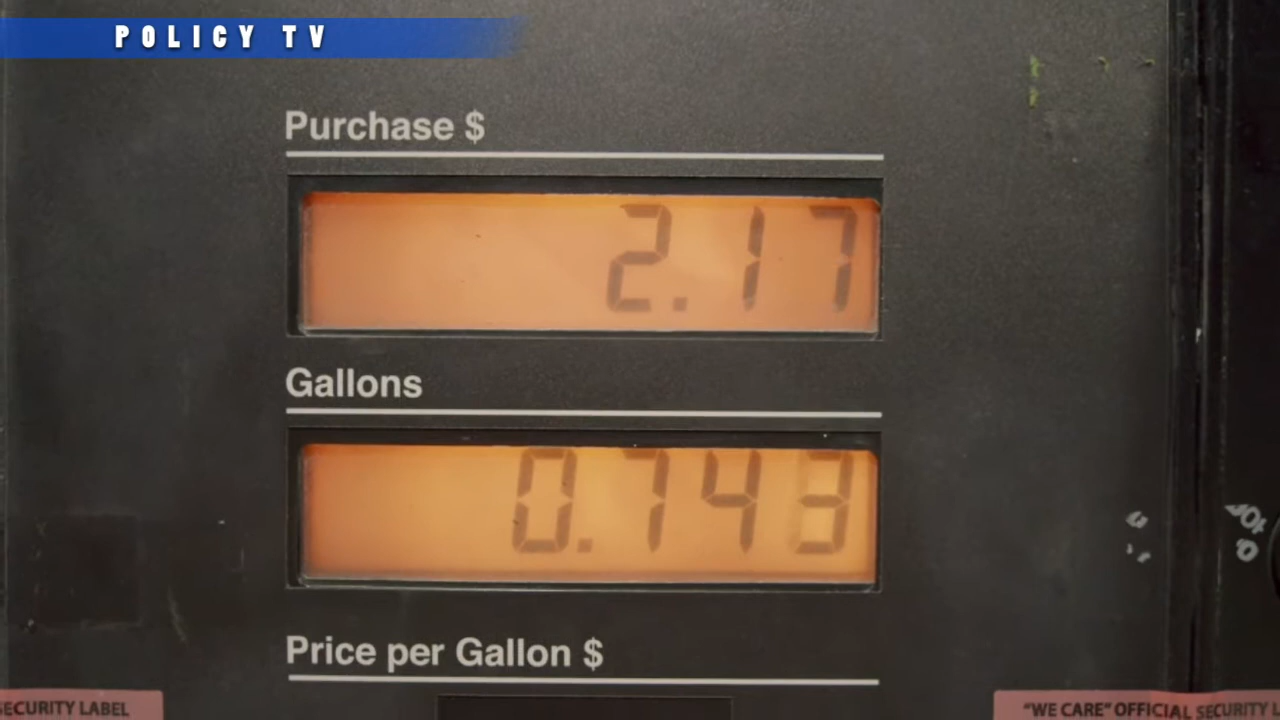 POLICY TV
Purchase $
2.17
Gallons
0.743
Price per Gallon $
SECURITY LABEL
"WE CARE" OFFICIAL SECURITY L